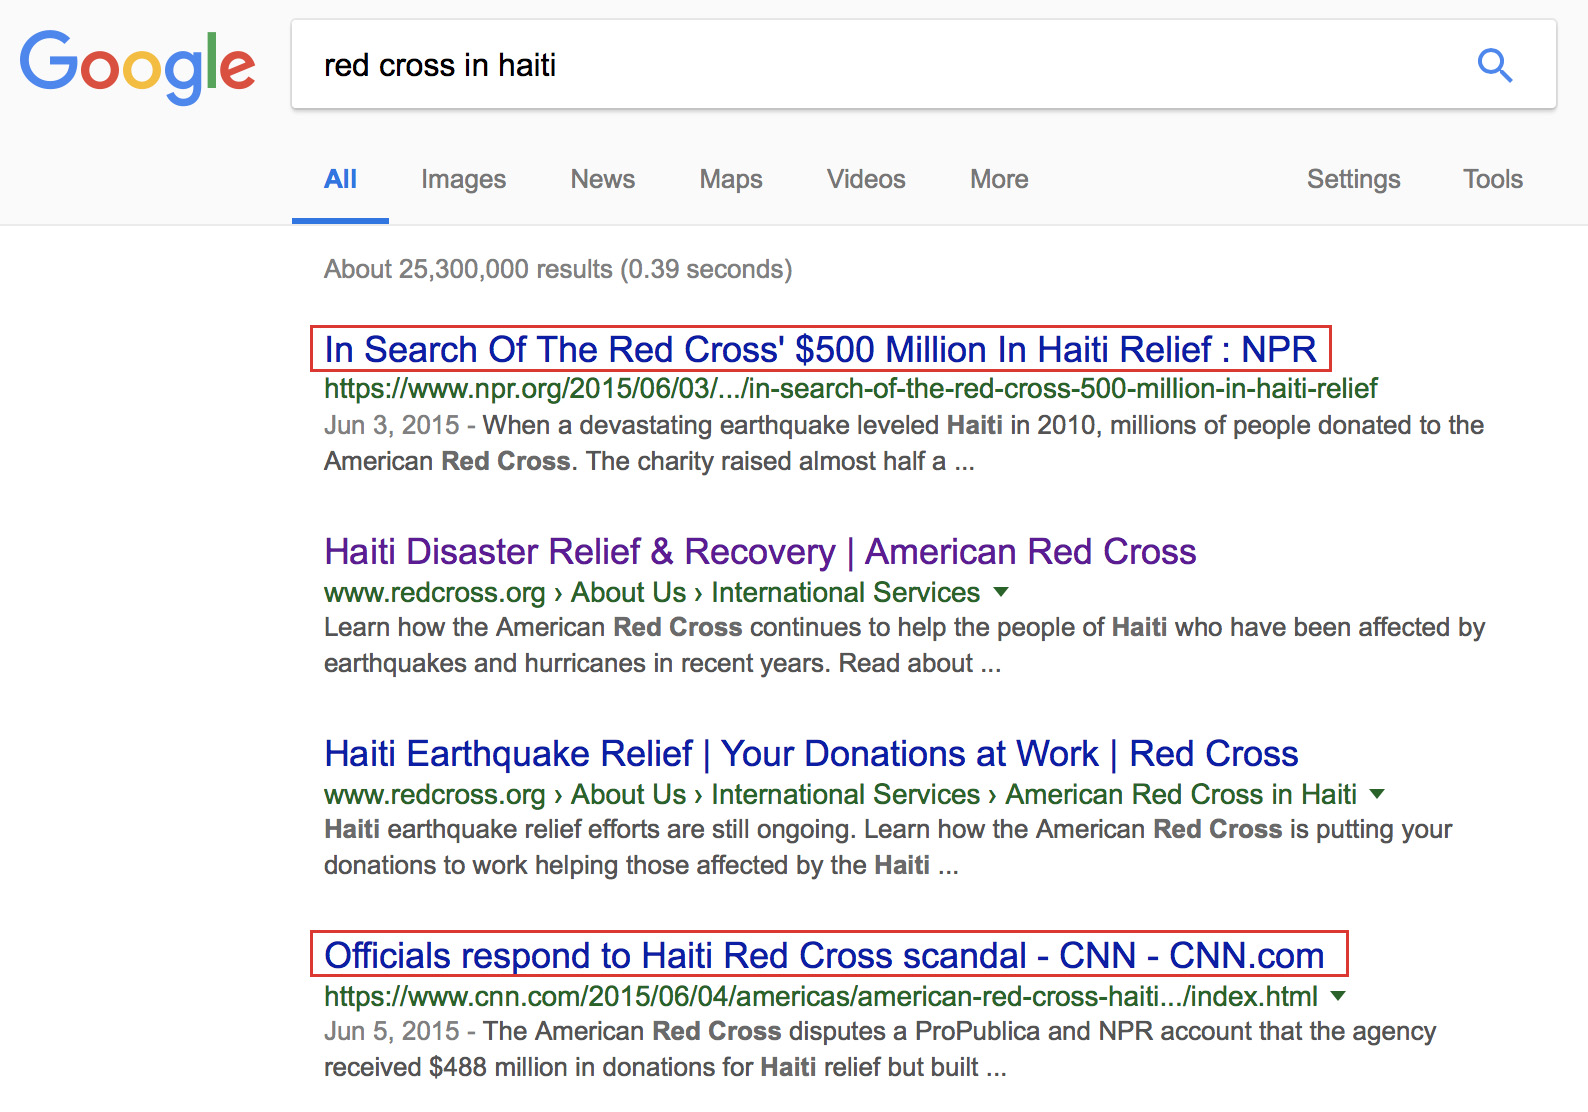 Google
red cross in haiti
All Images News Maps Videos More Settings Tools
About 25,300,000 results (0.39 seconds)
In Search Of The Red Cross' $500 Million In Haiti Relief : NPR
https://www.npr.org/2015/06/03/.../in-search-of-the-red-cross-500-million-in-haiti-relief
Jun 3, 2015 - When a devastating earthquake leveled Haiti in 2010, millions of people donated to the
American Red Cross. The charity raised almost half a ...
Haiti Disaster Relief & Recovery | American Red Cross
www.redcross.org › About Us › International Services
Learn how the American Red Cross continues to help the people of Haiti who have been affected by
earthquakes and hurricanes in recent years. Read about ...
Haiti Earthquake Relief | Your Donations at Work | Red Cross
www.redcross.org › About Us › International Services › American Red Cross in Haiti
Haiti earthquake relief efforts are still ongoing. Learn how the American Red Cross is putting your
donations to work helping those affected by the Haiti ...
Officials respond to Haiti Red Cross scandal - CNN - CNN.com
https://www.cnn.com/2015/06/04/americas/american-red-cross-haiti.../index.html
Jun 5, 2015 - The American Red Cross disputes a ProPublica and NPR account that the agency
received $488 million in donations for Haiti relief but built ...